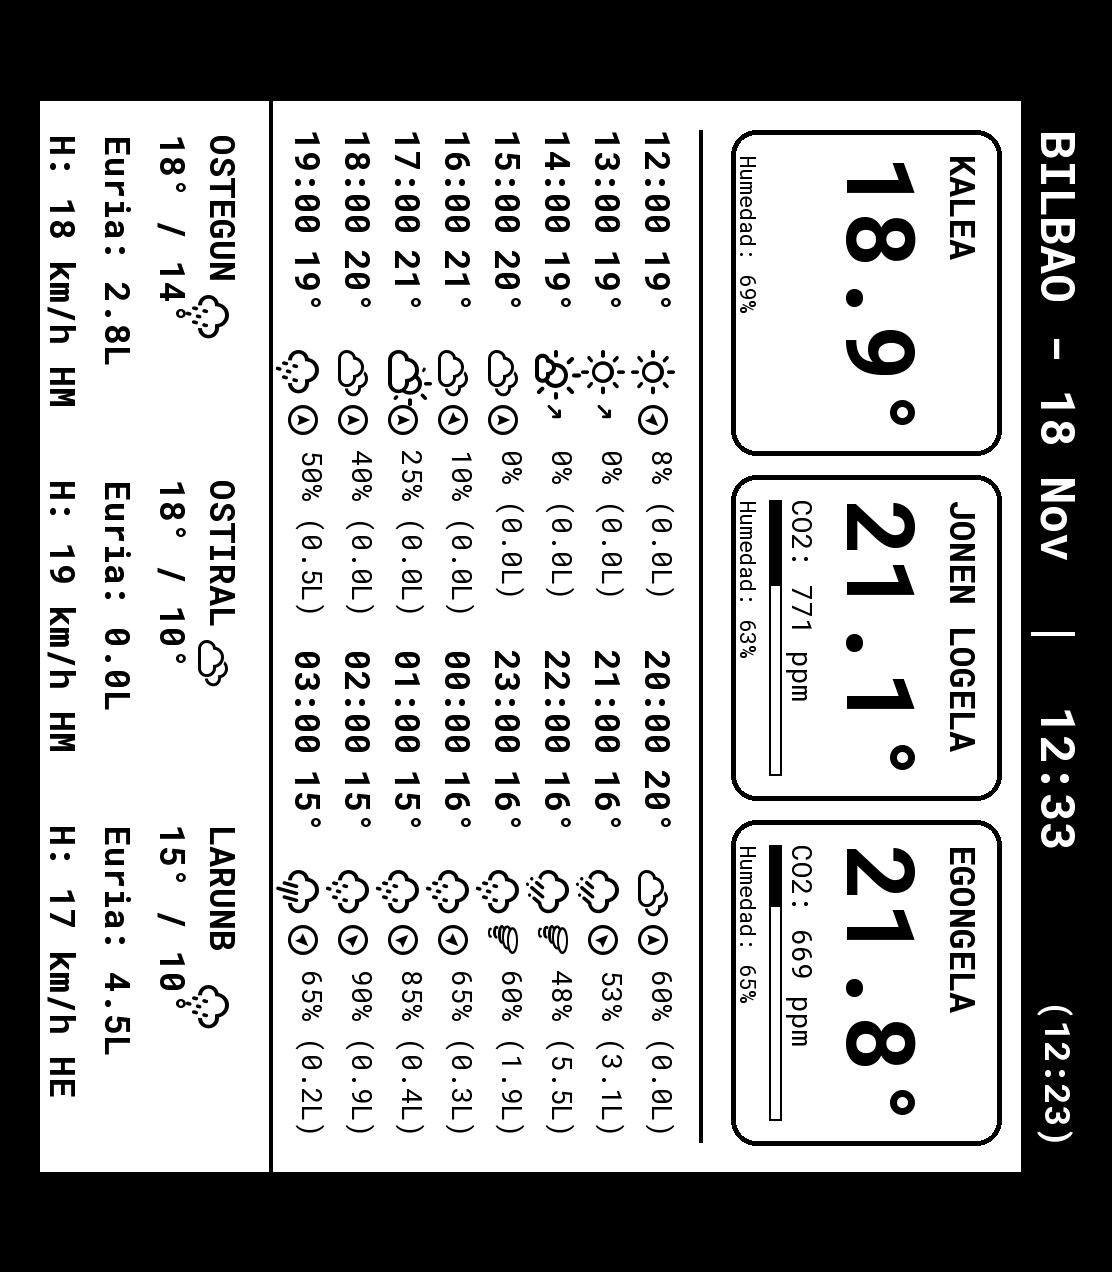 BILBAO - 18 Nov | 12:33 (12:23)
KALEA
18.9°
Humedad: 69%
JONEN LOGELA
21.1°
CO2: 771 ppm
Humedad: 63%
EGONGELA
21.8°
CO2: 669 ppm
Humedad: 65%
12:00 19° 8% (0.0L)
13:00 19° 0% (0.0L)
14:00 19° 0% (0.0L)
15:00 20° 0% (0.0L)
16:00 21° 10% (0.0L)
17:00 21° 25% (0.0L)
18:00 20° 40% (0.0L)
19:00 19° 50% (0.5L)
20:00 20° 60% (0.0L)
21:00 16° 53% (3.1L)
22:00 16° 48% (5.5L)
23:00 16° 60% (1.9L)
00:00 16° 65% (0.3L)
01:00 15° 85% (0.4L)
02:00 15° 90% (0.9L)
03:00 15° 65% (0.2L)
OSTEGUN
18° / 14°
Euria: 2.8L
H: 18 km/h HM
OSTIRAL
18° / 10°
Euria: 0.0L
H: 19 km/h HM
LARUNB
15° / 10°
Euria: 4.5L
H: 17 km/h HE